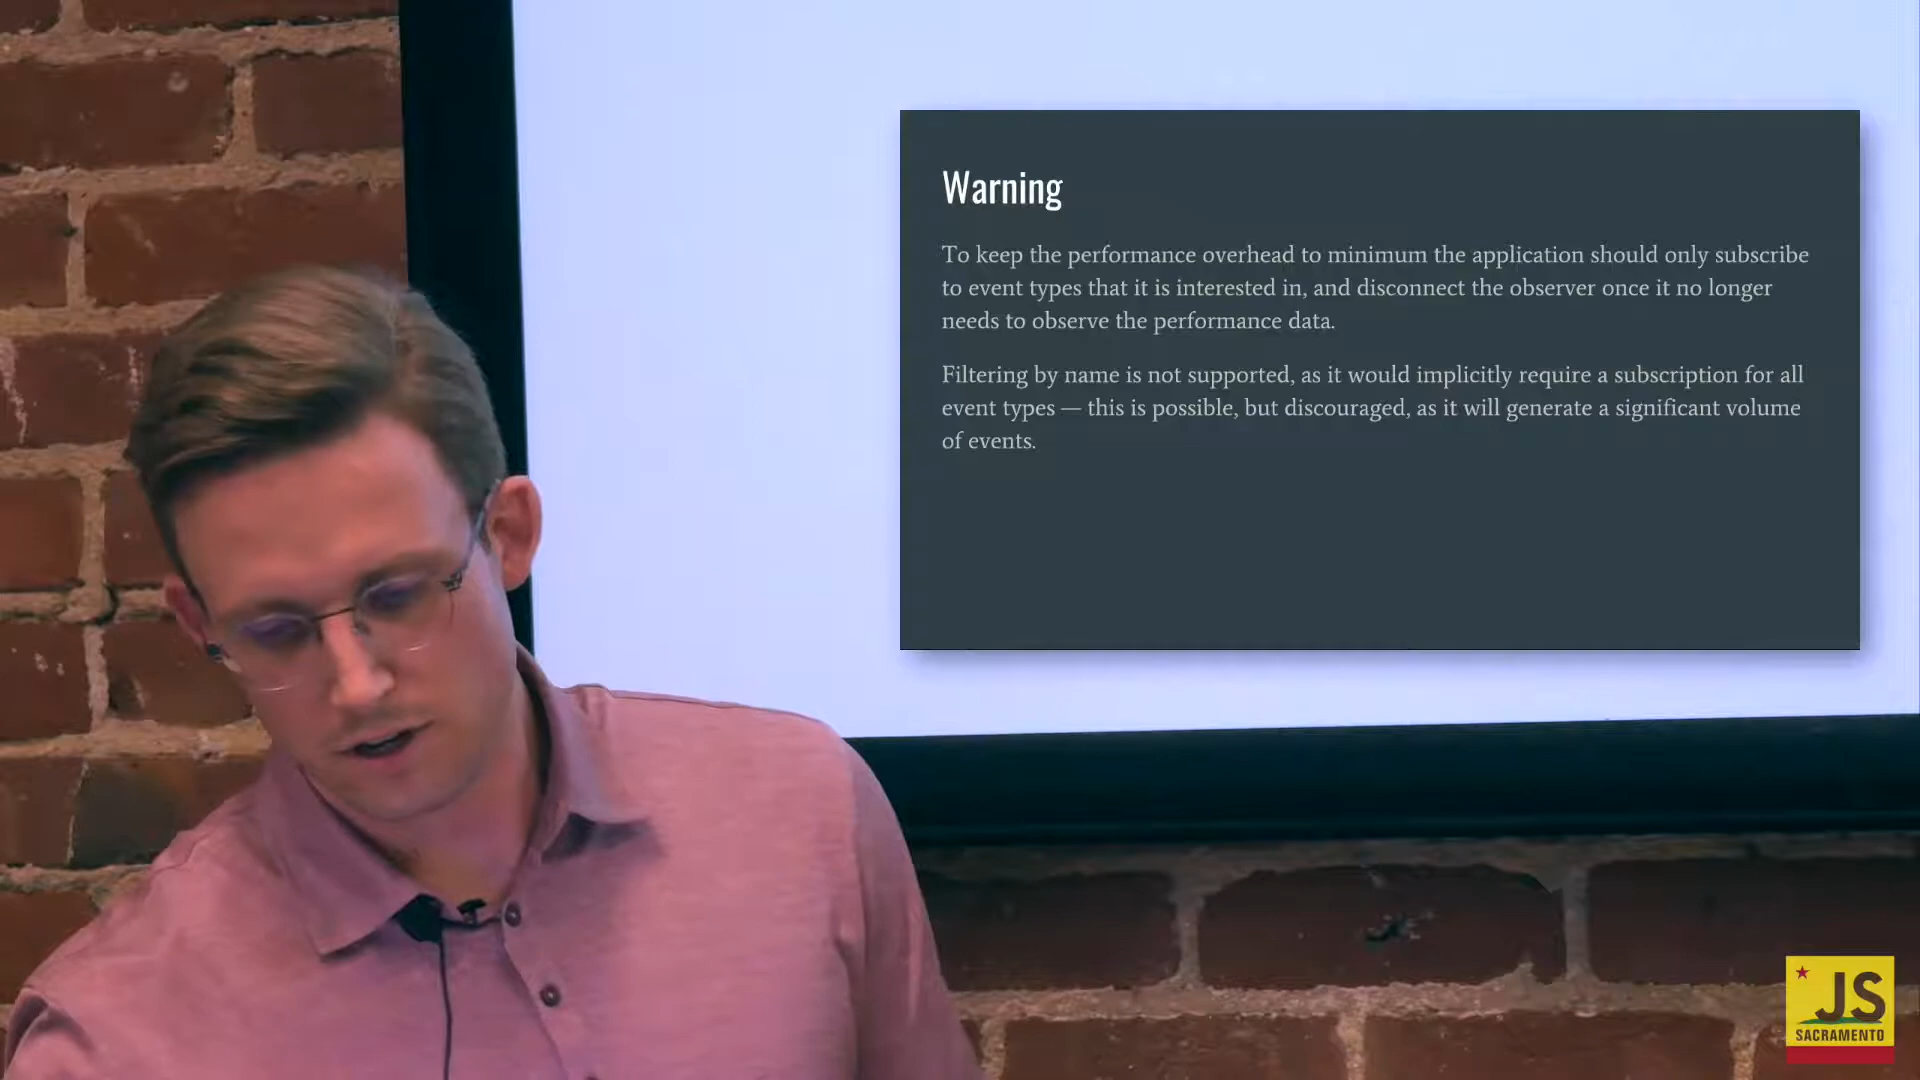 Warning
To keep the performance overhead to minimum the application should only subscribe
to event types that it is interested in, and disconnect the observer once it no longer
needs to observe the performance data.
Filtering by name is not supported, as it would implicitly require a subscription for all
event types — this is possible, but discouraged, as it will generate a significant volume
of events.
JS
SACRAMENTO